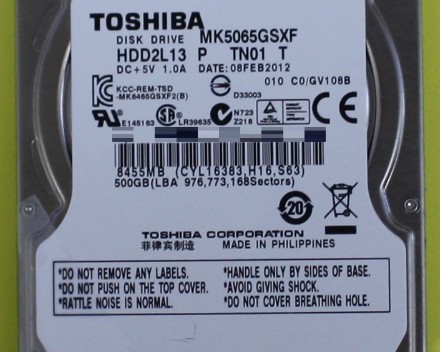 TOSHIBA
DISK DRIVE MK5065GSXF
HDD2L13 P TN01 T
DC+5V 1.0A DATE:08FEB2012
010 C0/GV108B
KCC-REM-TSD
-MK6465GSXF2(B)
D33003
E145163 LR39635 N723
Z218
8455MB (CYL16383,H16,S63)
500GB(LBA 976,773,168Sectors)
20
TOSHIBA CORPORATION
菲律宾制造 MADE IN PHILIPPINES
*DO NOT REMOVE ANY LABELS. *HANDLE ONLY BY SIDES OF BASE.
*DO NOT PUSH ON THE TOP COVER. *AVOID GIVING SHOCK.
*RATTLE NOISE IS NORMAL. *DO NOT COVER BREATHING HOLE.